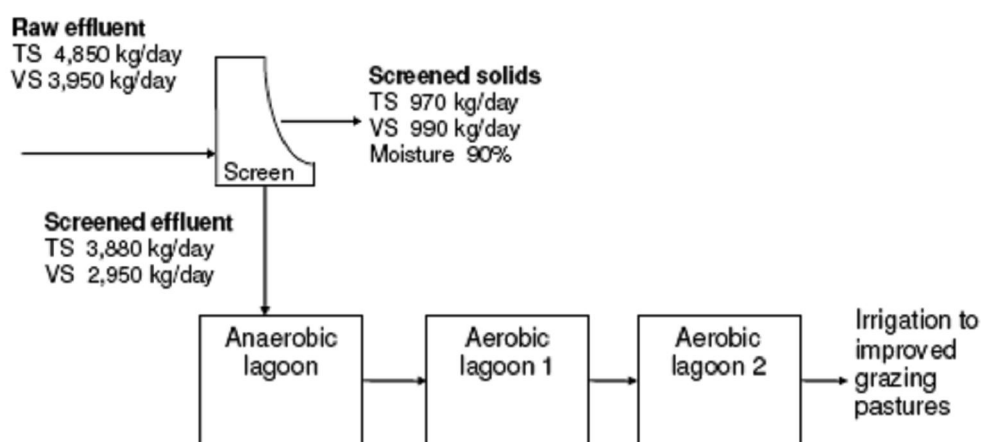 Raw effluent
TS 4,850 kg/day
VS 3,950 kg/day
Screened solids
TS 970 kg/day
VS 990 kg/day
Moisture 90%
Screen
Screened effluent
TS 3,880 kg/day
VS 2,950 kg/day
Anaerobic
lagoon
Aerobic
lagoon 1
Aerobic
lagoon 2
Irrigation to
improved
grazing
pastures